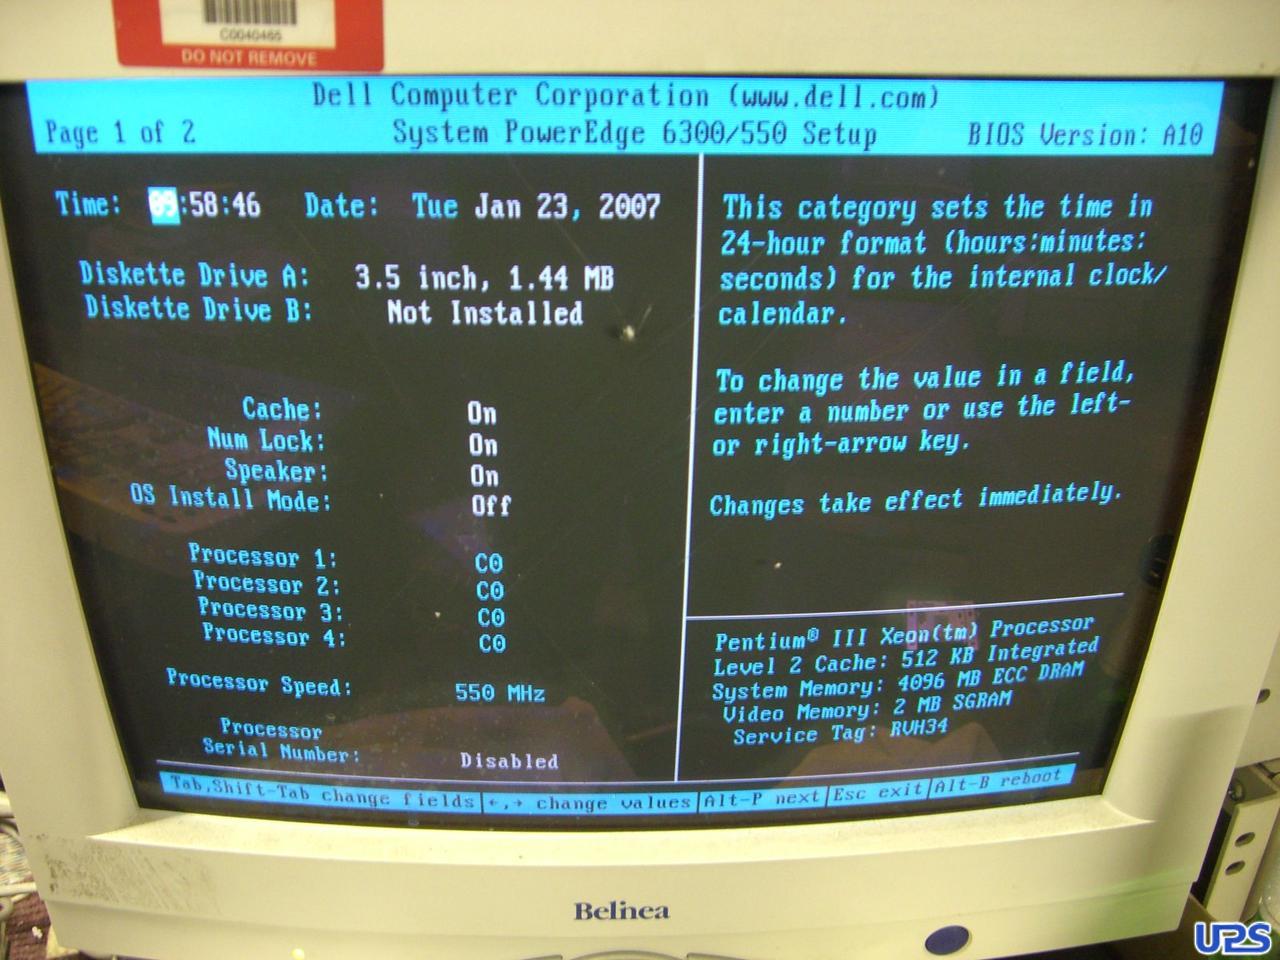 C0040465
DO NOT REMOVE
Dell Computer Corporation (www.dell.com)
Page 1 of 2 System PowerEdge 6300/550 Setup BIOS Version: A10
Time: 09:58:46 Date: Tue Jan 23, 2007
Diskette Drive A: 3.5 inch, 1.44 MB
Diskette Drive B: Not Installed
Cache: On
Num Lock: On
Speaker: On
OS Install Mode: Off
Processor 1: C0
Processor 2: C0
Processor 3: C0
Processor 4: C0
Processor Speed: 550 MHz
Processor
Serial Number: Disabled
This category sets the time in
24-hour format (hours:minutes:
seconds) for the internal clock/
calendar.
To change the value in a field,
enter a number or use the left-
or right-arrow key.
Changes take effect immediately.
Pentium® III Xeon(tm) Processor
Level 2 Cache: 512 KB Integrated
System Memory: 4096 MB ECC DRAM
Video Memory: 2 MB SGRAM
Service Tag: RVH34
Tab,Shift-Tab change fields ←,→ change values Alt-P next Esc exit Alt-B reboot
Belinea
UPS